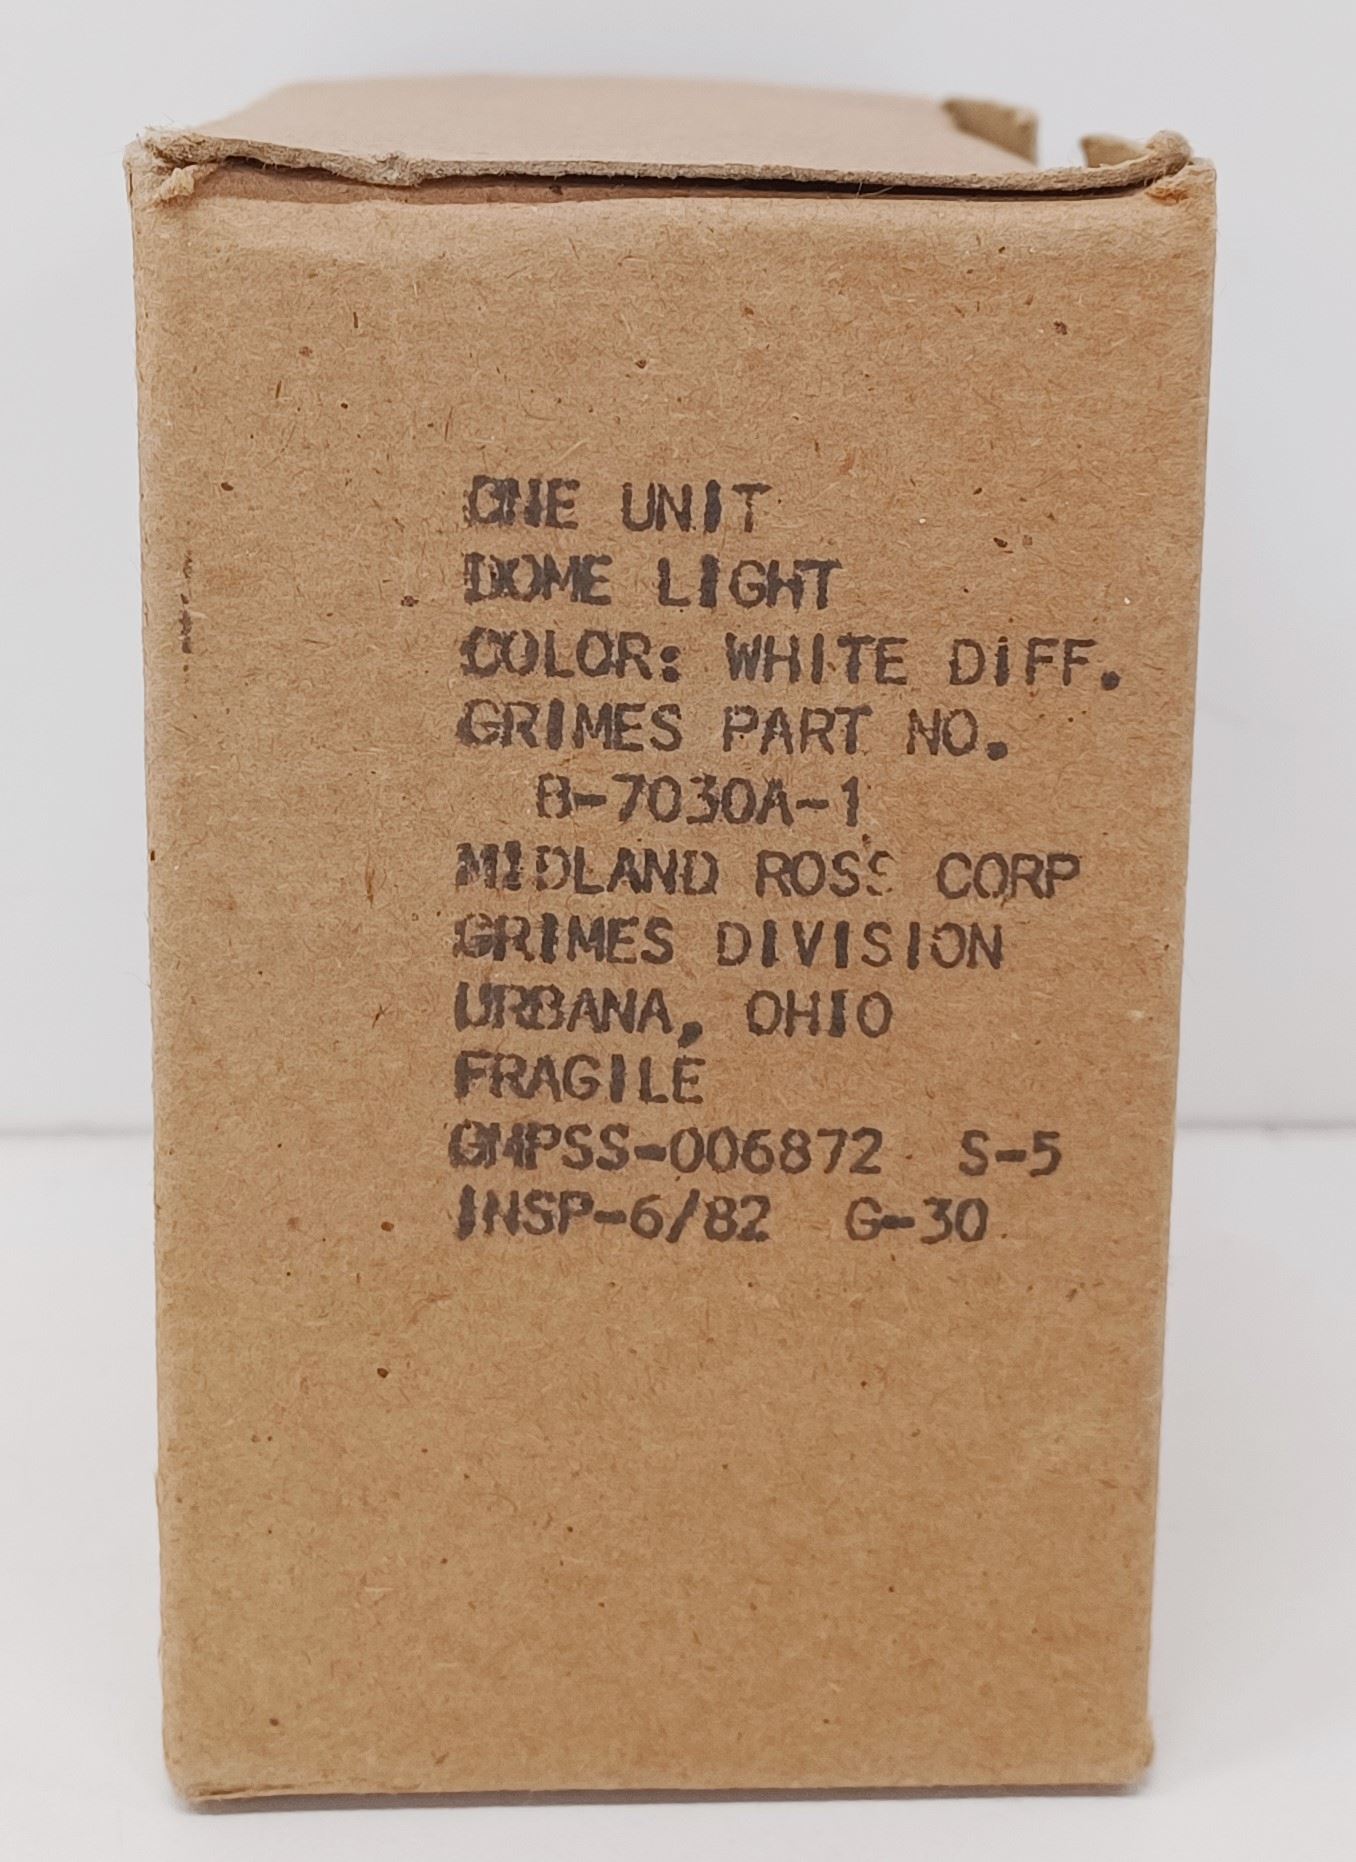 ONE UNIT
DOME LIGHT
COLOR: WHITE DIFF.
GRIMES PART NO.
B-7030A-1
MIDLAND ROSS CORP
GRIMES DIVISION
URBANA, OHIO
FRAGILE
GMPSS-006872 S-5
INSP-6/82 G-30